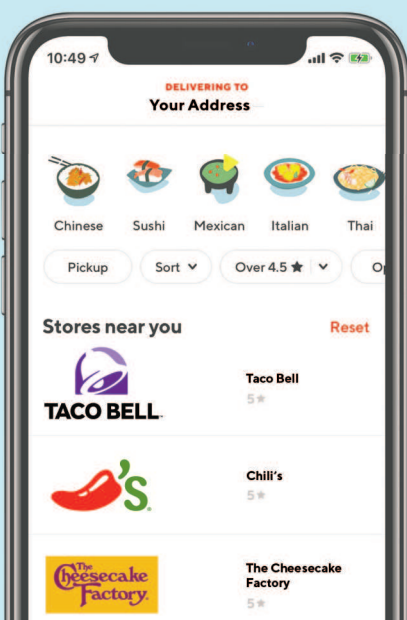 10:49
DELIVERING TO
Your Address
Chinese Sushi Mexican Italian Thai
Pickup Sort Over 4.5 ★
Stores near you Reset
TACO BELL
Taco Bell
5★
'S
Chili's
5★
The Cheesecake Factory.
The Cheesecake
Factory
5★